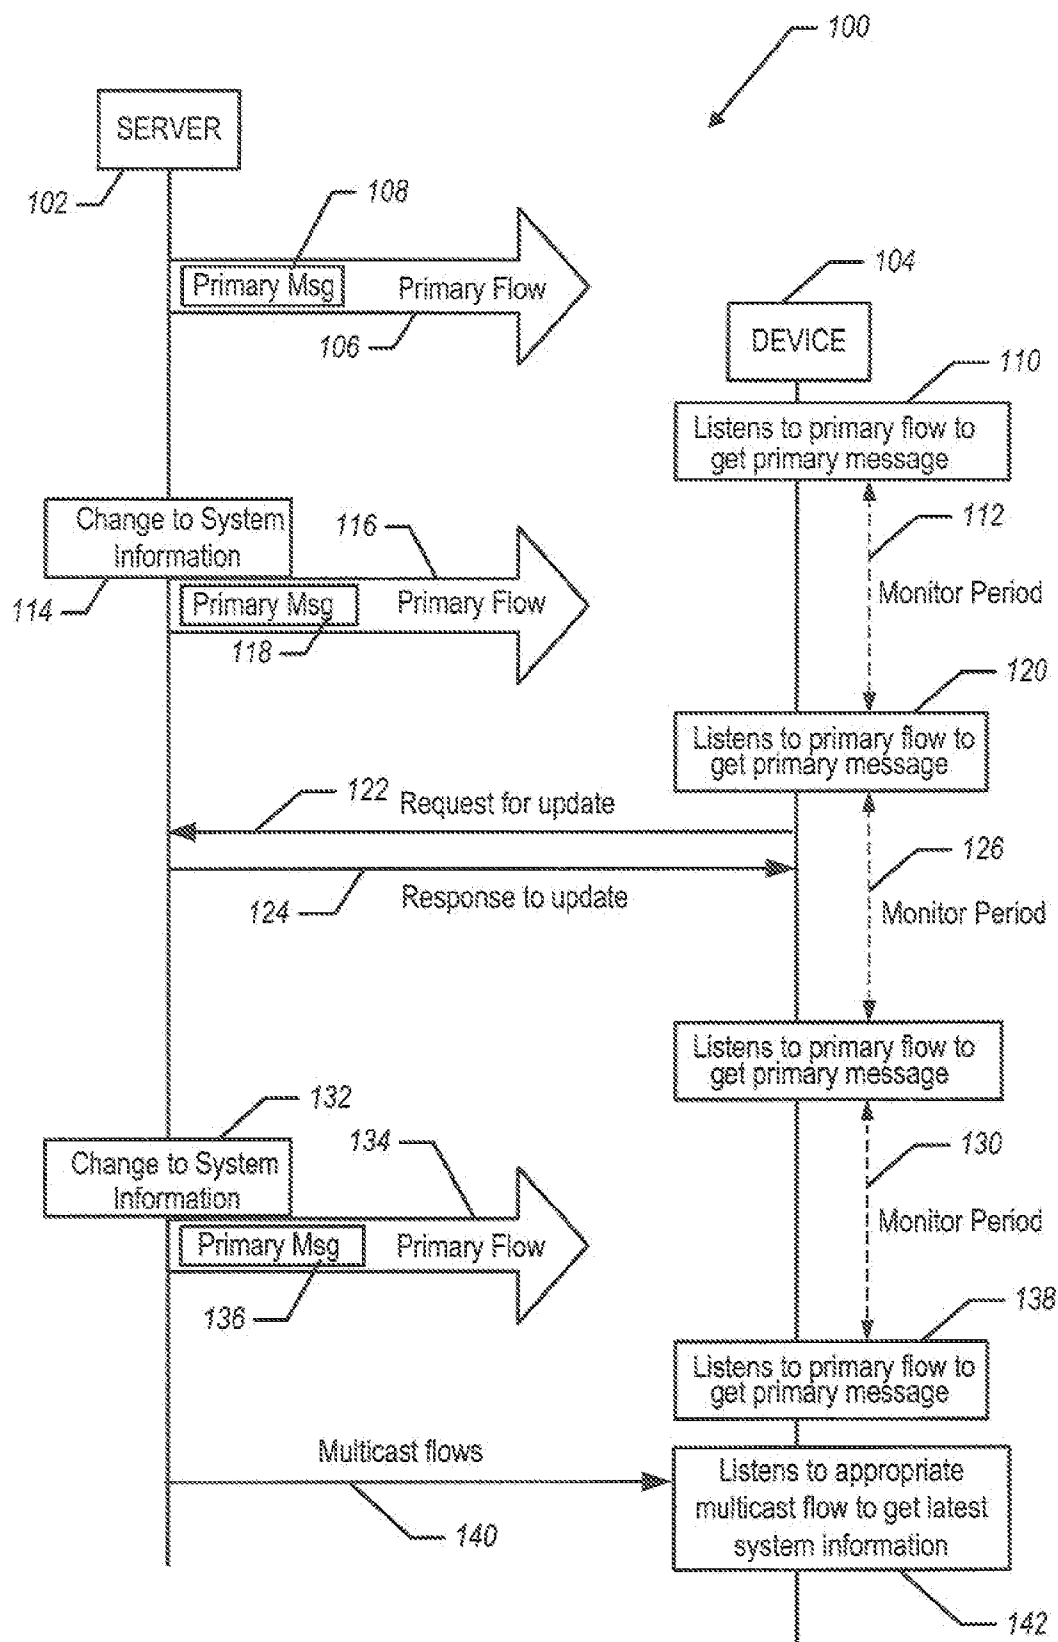 100
SERVER
102
108
Primary Msg
Primary Flow
106
104
DEVICE
110
Listens to primary flow to
get primary message
Change to System
Information
114
116
112
Monitor Period
Primary Msg
Primary Flow
118
120
Listens to primary flow to
get primary message
122
Request for update
124
Response to update
126
Monitor Period
Listens to primary flow to
get primary message
132
Change to System
Information
134
130
Monitor Period
Primary Msg
Primary Flow
136
138
Listens to primary flow to
get primary message
Multicast flows
140
Listens to appropriate
multicast flow to get latest
system information
142